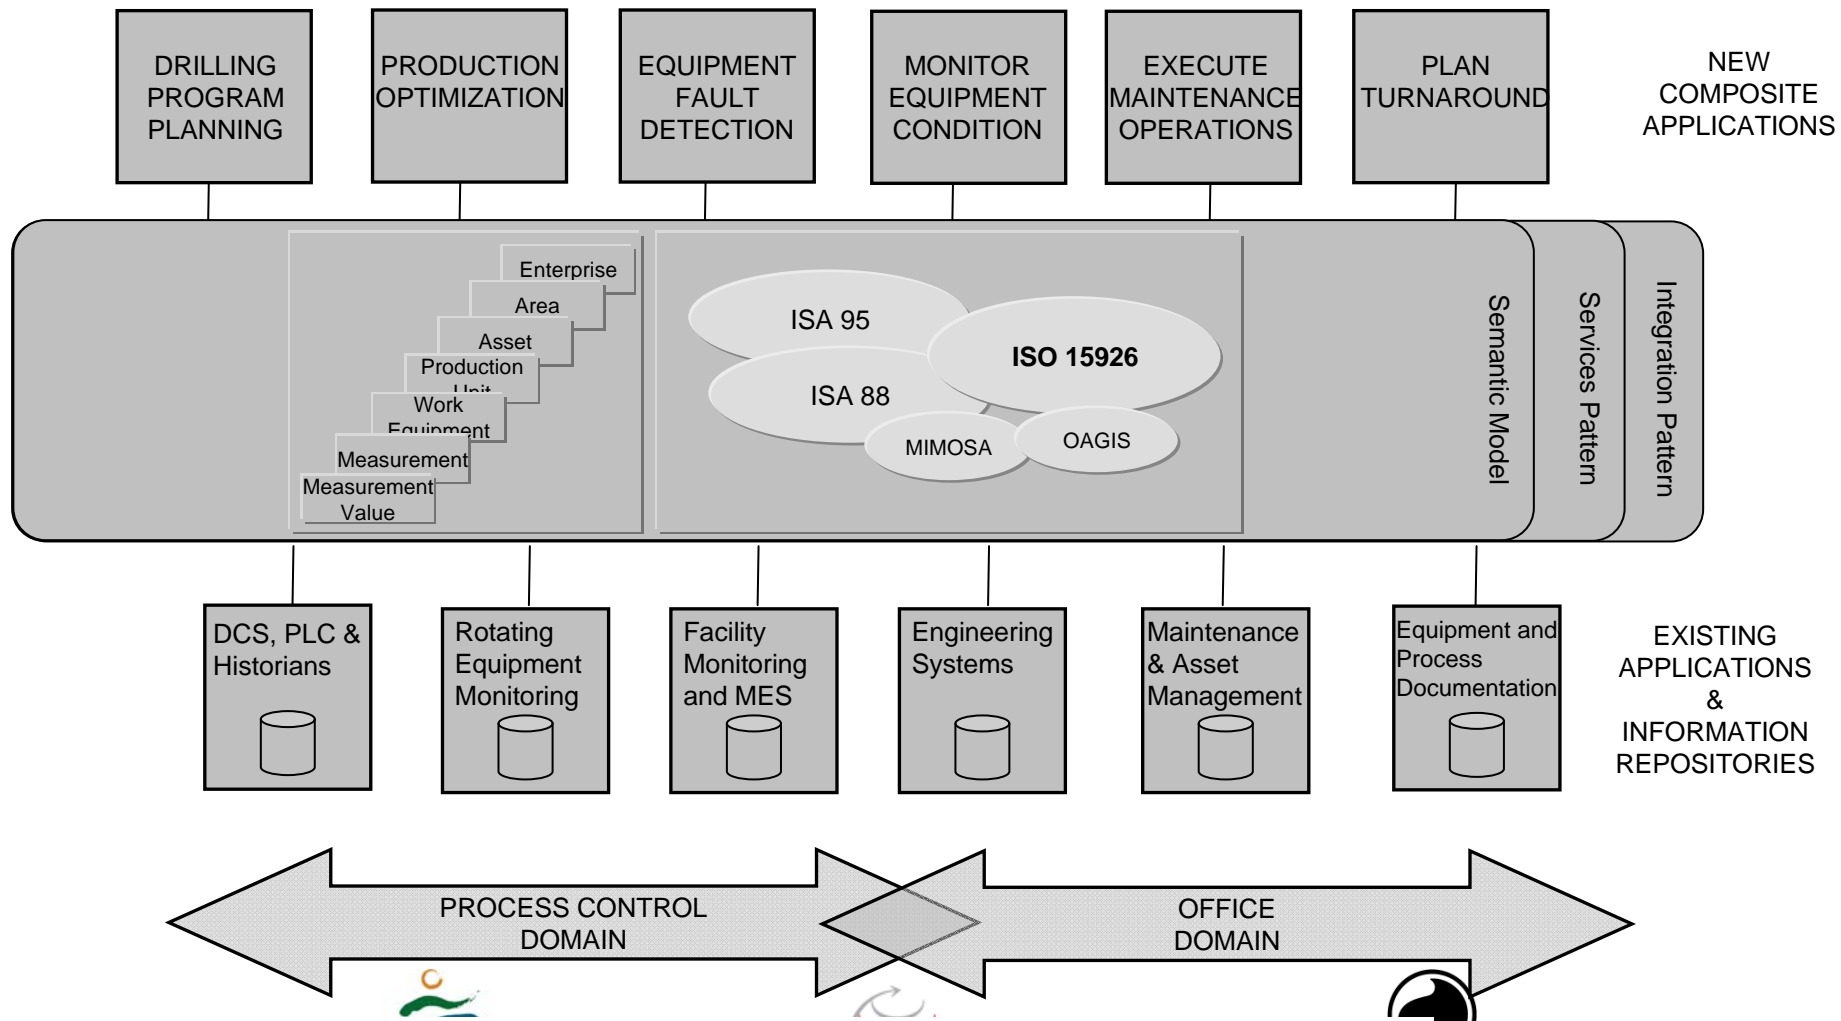 DRILLING
PROGRAM
PLANNING
PRODUCTION
OPTIMIZATION
EQUIPMENT
FAULT
DETECTION
MONITOR
EQUIPMENT
CONDITION
EXECUTE
MAINTENANCE
OPERATIONS
PLAN
TURNAROUND
NEW
COMPOSITE
APPLICATIONS
Enterprise
Area
Asset
Production
Unit
Work
Equipment
Measurement
Measurement
Value
ISA 95
ISO 15926
ISA 88
MIMOSA
OAGIS
Semantic Model
Services Pattern
Integration Pattern
DCS, PLC &
Historians
Rotating
Equipment
Monitoring
Facility
Monitoring
and MES
Engineering
Systems
Maintenance
& Asset
Management
Equipment and
Process
Documentation
EXISTING
APPLICATIONS
&
INFORMATION
REPOSITORIES
PROCESS CONTROL
DOMAIN
OFFICE
DOMAIN